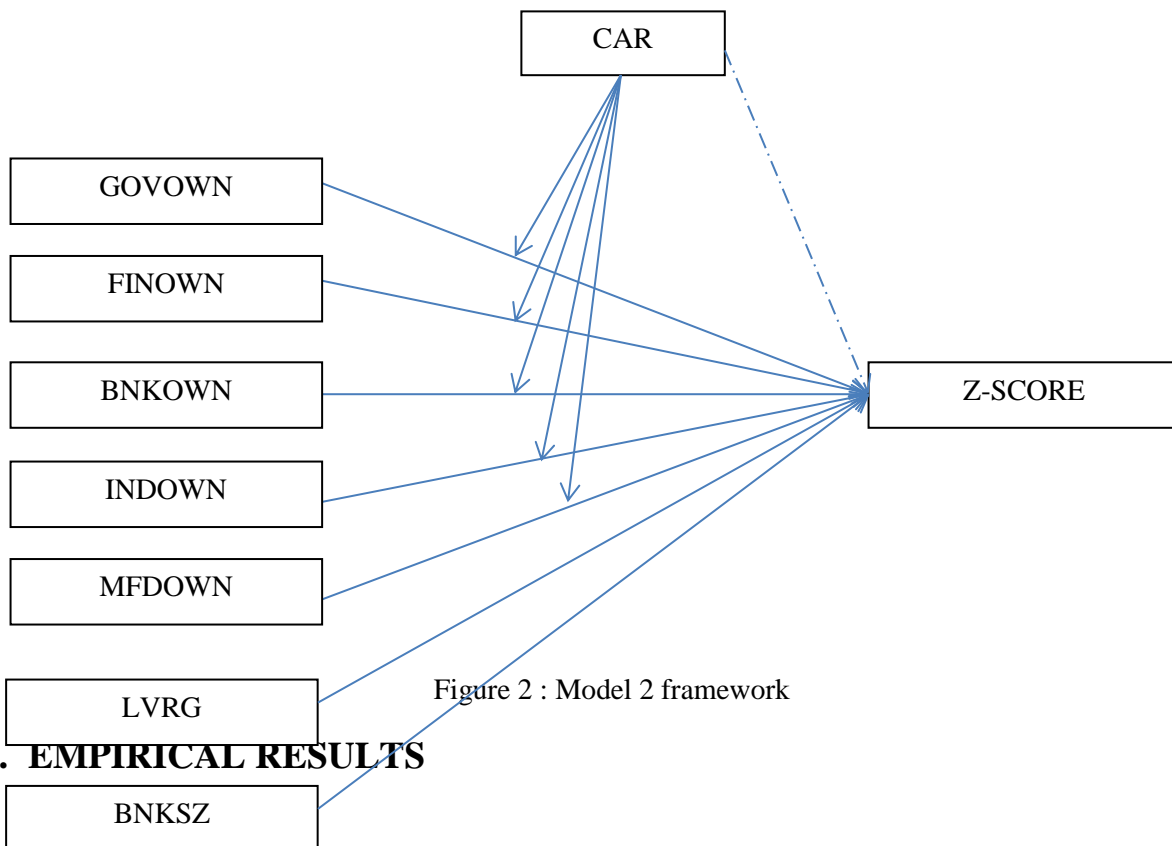 CAR
GOVOWN
FINOWN
BNKOWN
Z-SCORE
INDOWN
MFDOWN
LVRG
Figure 2 : Model 2 framework
. EMPIRICAL RESULTS
BNKSZ